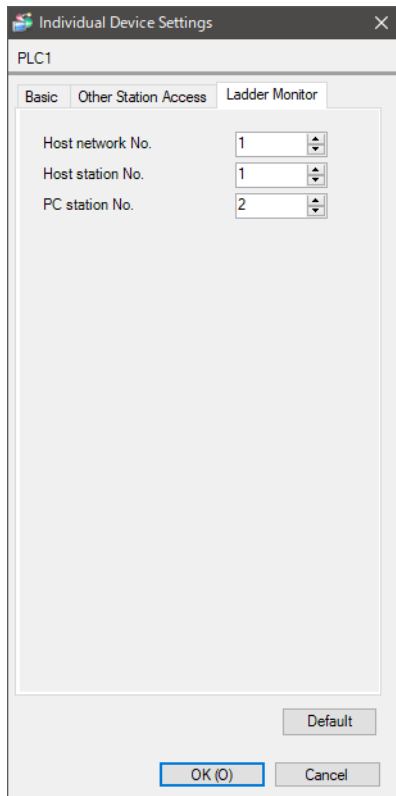 Individual Device Settings
PLC1
Basic Other Station Access Ladder Monitor
Host network No. 1
Host station No. 1
PC station No. 2
Default
OK (O) Cancel